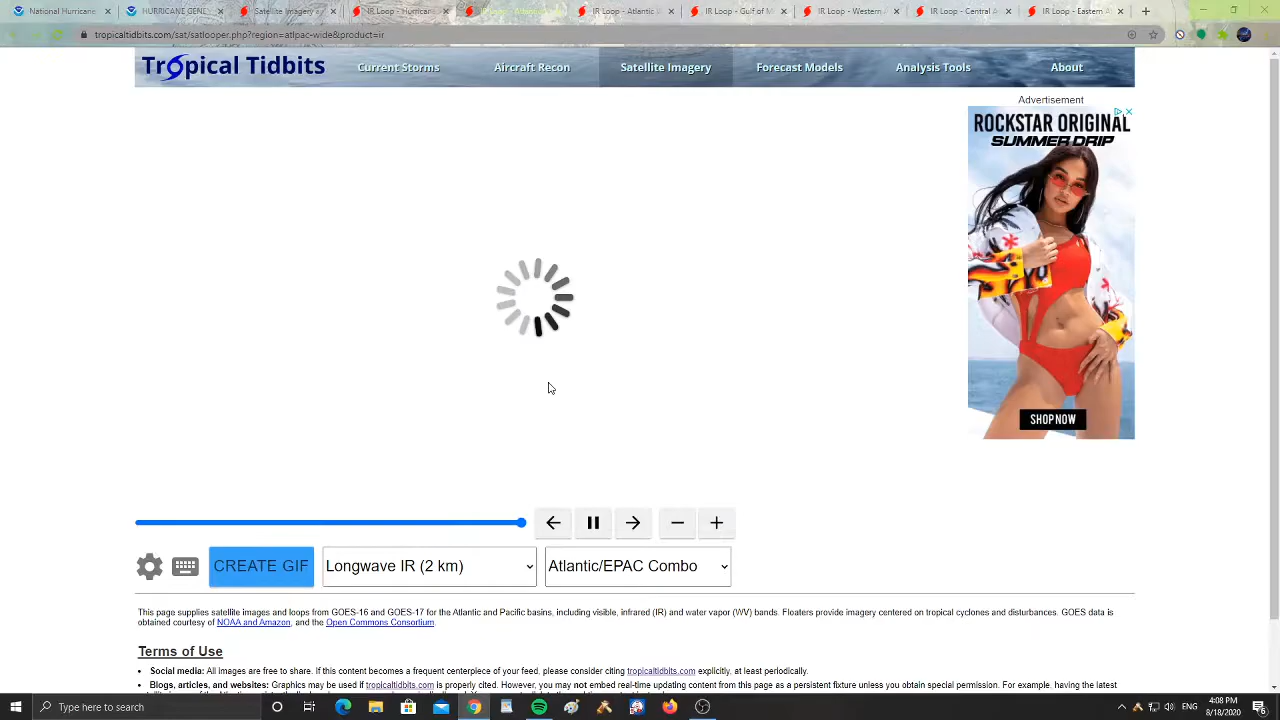 National Hurricane
HURRICANE GENE
Satellite Imagery
IR Loop - Hurricane
IR Loop - Atlantic
IR Loop - Gulf of M
IR Loop - Western
IR Loop - Central A
IR Loop - Eastern A
tropicaltidbits.com/sat/satlooper.php?region=atlpac-wide&product=ir
Tropical Tidbits
Current Storms
Aircraft Recon
Satellite Imagery
Forecast Models
Analysis Tools
About
Advertisement
ROCKSTAR ORIGINAL
SUMMER DRIP
SHOP NOW
CREATE GIF
Longwave IR (2 km)
Atlantic/EPAC Combo
This page supplies satellite images and loops from GOES-16 and GOES-17 for the Atlantic and Pacific basins, including visible, infrared (IR) and water vapor (WV) bands. Floaters provide imagery centered on tropical cyclones and disturbances. GOES data is
obtained courtesy of NOAA and Amazon, and the Open Commons Consortium.
Terms of Use
• Social media: All images are free to share. If this content becomes a frequent centerpiece of your feed, please consider citing tropicaltidbits.com explicitly, at least periodically.
• Blogs, articles, and websites: Graphics may be used if tropicaltidbits.com is properly cited. However, you may not embed real-time updating content from this page as a persistent fixture unless you obtain special permission. For example, having the latest
Type here to search
4:08 PM
8/18/2020